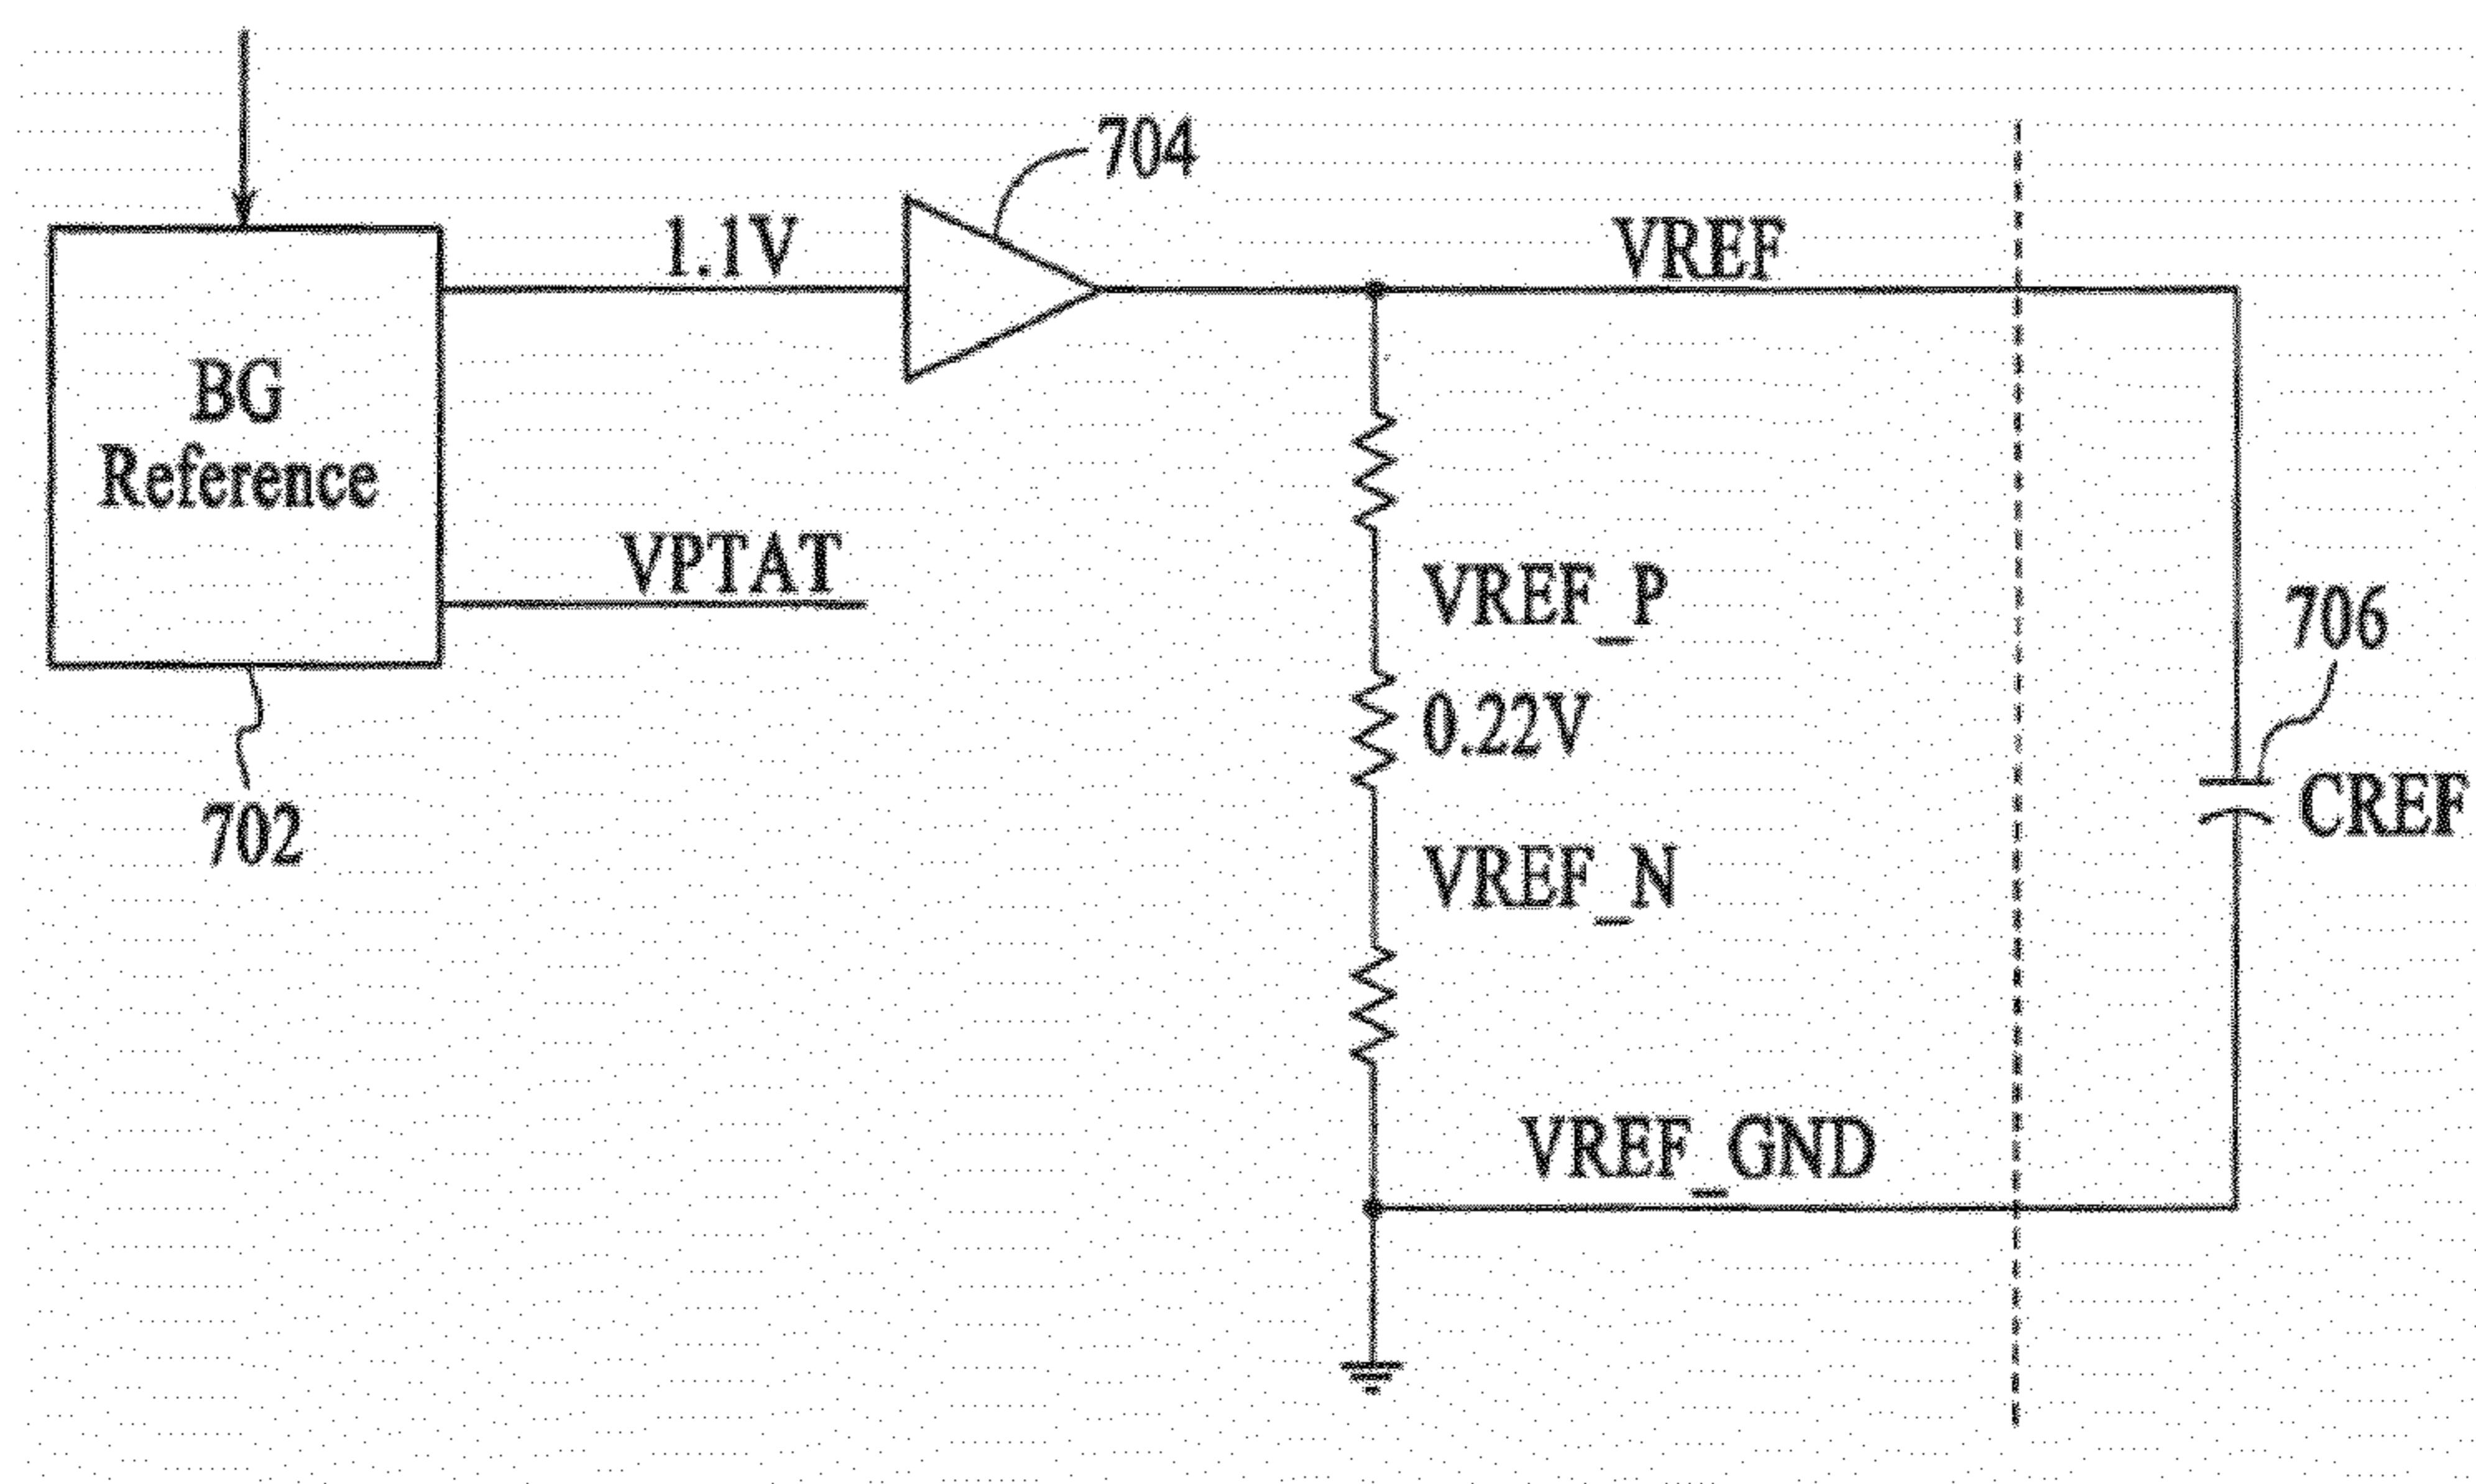 704
1.1V
VREF
BG
Reference
VPTAT
VREF_P
706
0.22V
CREF
702
VREF_N
VREF_GND